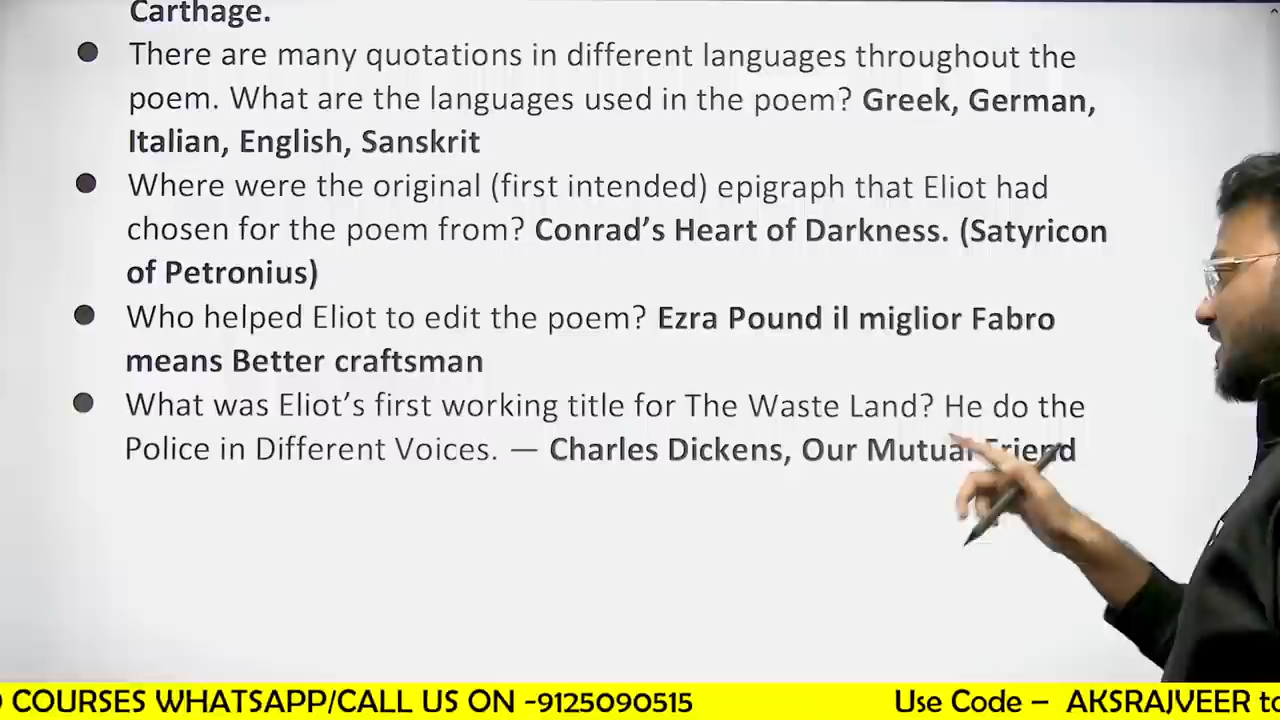 Carthage.
● There are many quotations in different languages throughout the
poem. What are the languages used in the poem? Greek, German,
Italian, English, Sanskrit
● Where were the original (first intended) epigraph that Eliot had
chosen for the poem from? Conrad’s Heart of Darkness. (Satyricon
of Petronius)
● Who helped Eliot to edit the poem? Ezra Pound il miglior Fabro
means Better craftsman
● What was Eliot’s first working title for The Waste Land? He do the
Police in Different Voices. — Charles Dickens, Our Mutual Friend
COURSES WHATSAPP/CALL US ON -9125090515 Use Code – AKSRAJVEER to